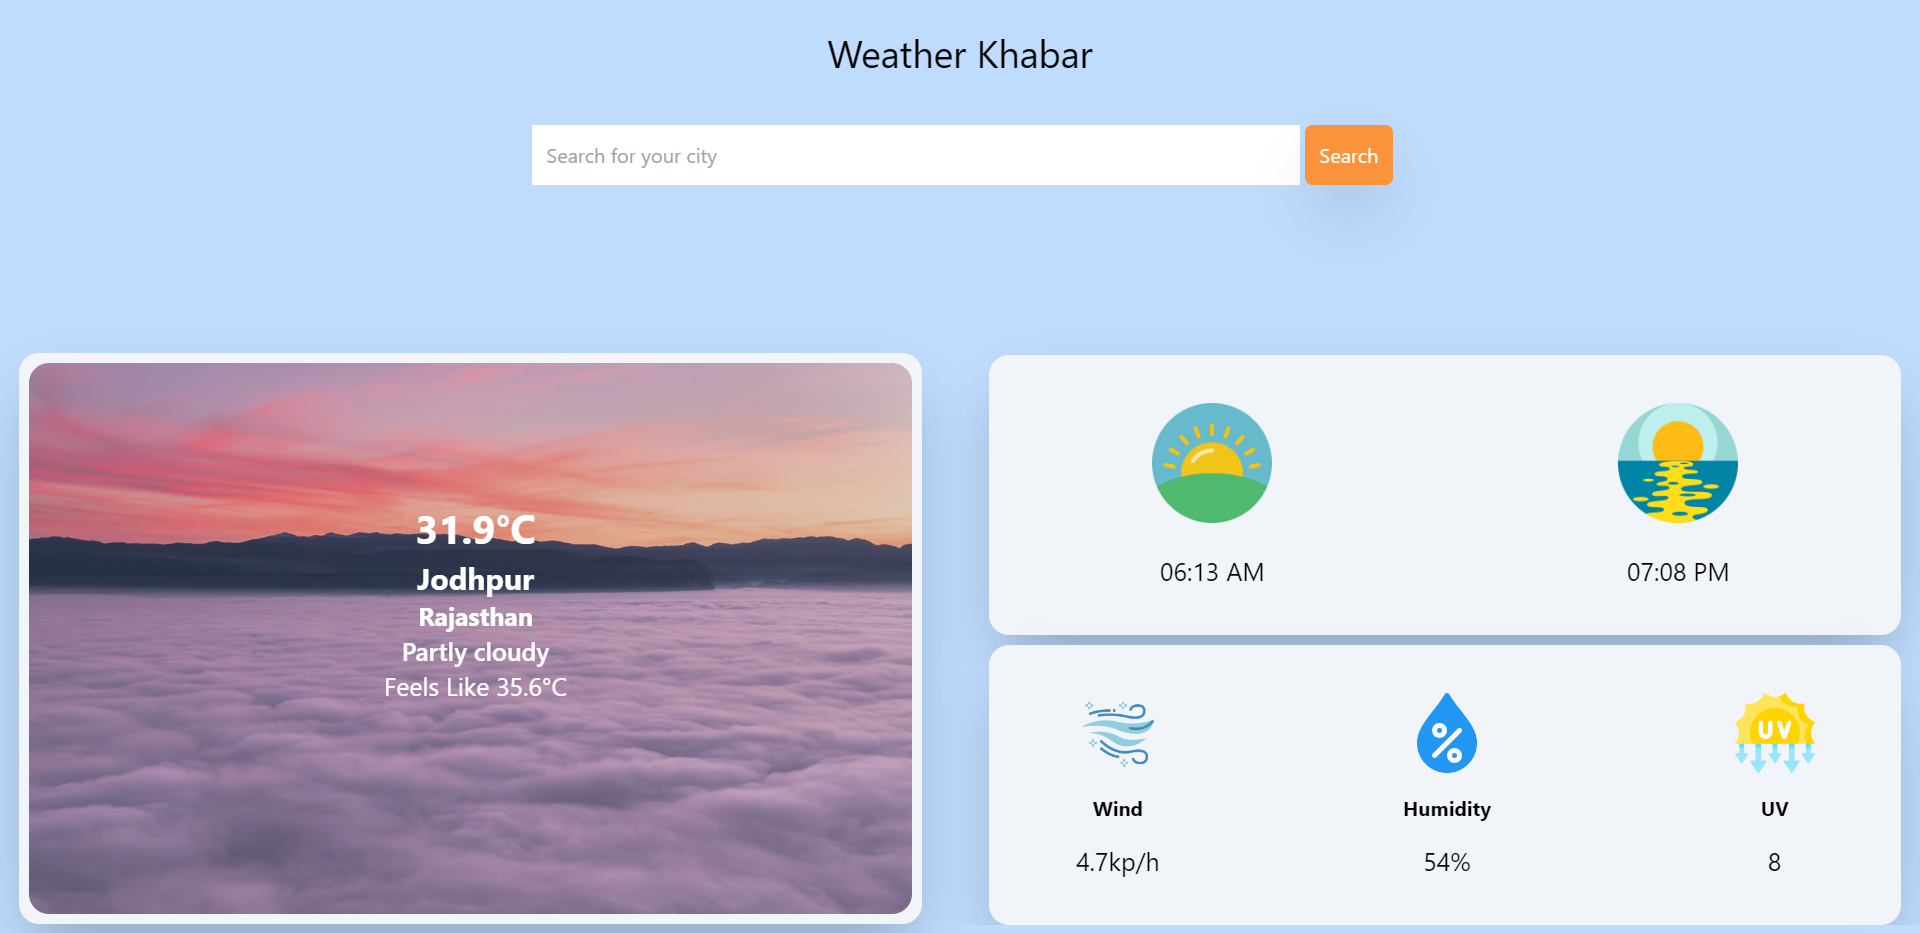 Weather Khabar
Search for your city
Search
31.9°C
Jodhpur
Rajasthan
Partly cloudy
Feels Like 35.6°C
06:13 AM
07:08 PM
UV
Wind
Humidity
UV
4.7kp/h
54%
8